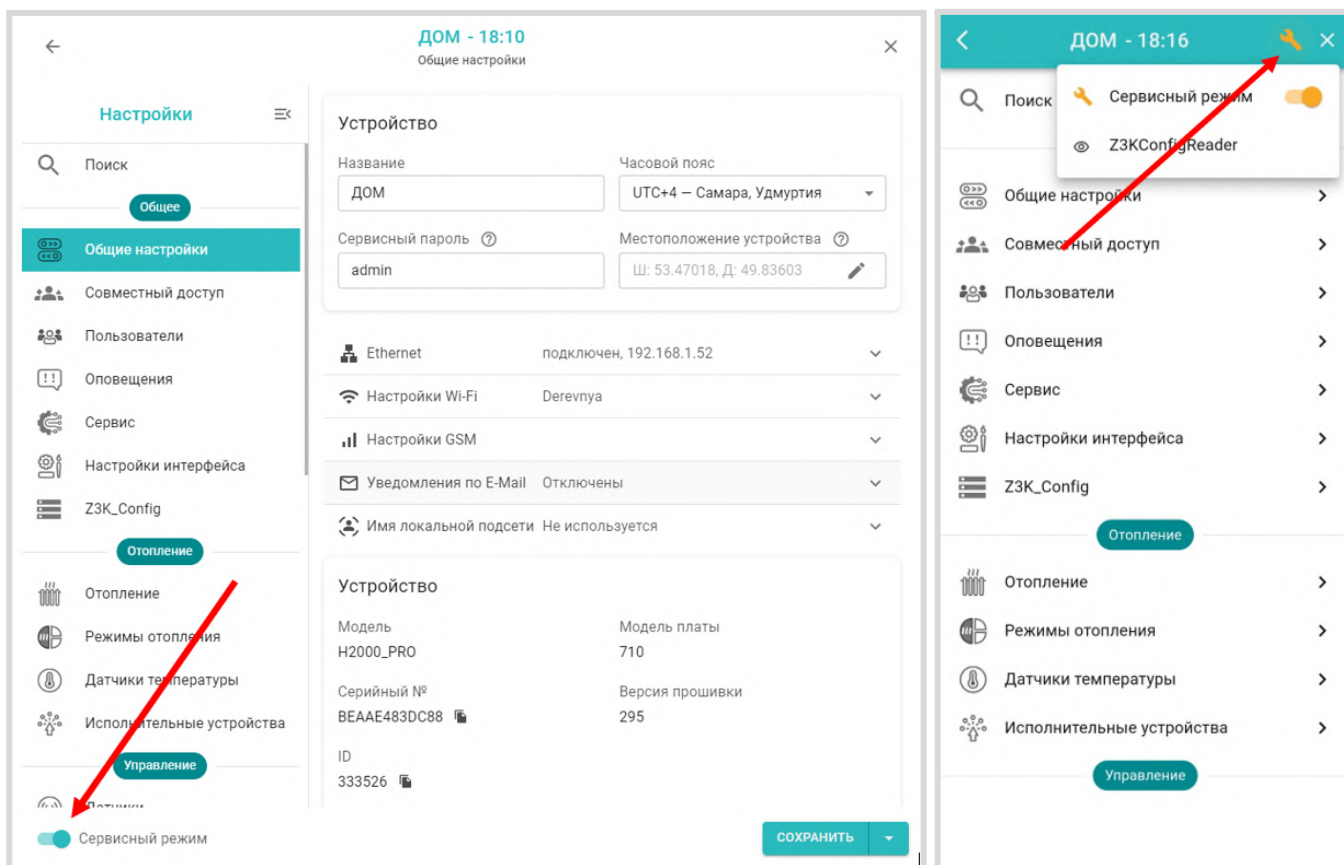 ДОМ - 18:10
Общие настройки
Настройки
Поиск
Общее
Общие настройки
Совместный доступ
Пользователи
Оповещения
Сервис
Настройки интерфейса
Z3K_Config
Отопление
Отопление
Режимы отопления
Датчики температуры
Исполнительные устройства
Управление
Датчики
Сервисный режим
Устройство
Название
ДОМ
Часовой пояс
UTC+4 — Самара, Удмуртия
Сервисный пароль
admin
Местоположение устройства
Ш: 53.47018, Д: 49.83603
Ethernet подключен, 192.168.1.52
Настройки Wi-Fi Derevnya
Настройки GSM
Уведомления по E-Mail Отключены
Имя локальной подсети Не используется
Устройство
Модель
H2000_PRO
Модель платы
710
Серийный №
BEAAE483DC88
Версия прошивки
295
ID
333526
СОХРАНИТЬ
ДОМ - 18:16
Поиск
Сервисный режим
Z3KConfigReader
Общие настройки
Совместный доступ
Пользователи
Оповещения
Сервис
Настройки интерфейса
Z3K_Config
Отопление
Отопление
Режимы отопления
Датчики температуры
Исполнительные устройства
Управление